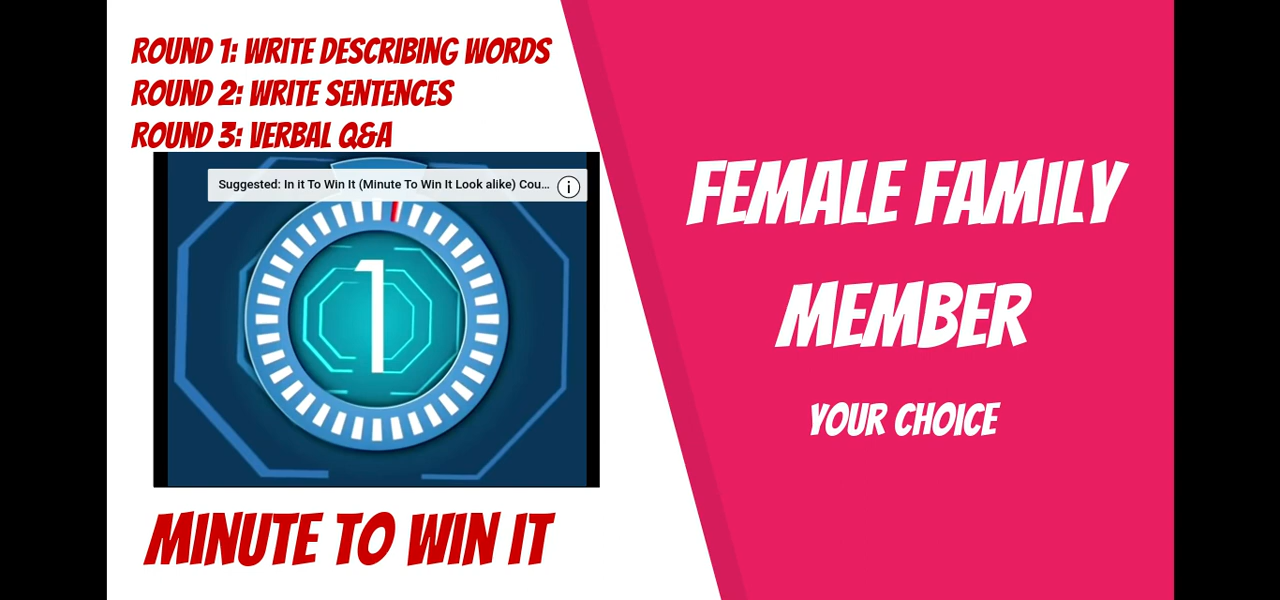 ROUND 1: WRITE DESCRIBING WORDS
ROUND 2: WRITE SENTENCES
ROUND 3: VERBAL Q&A
Suggested: In it To Win It (Minute To Win It Look alike) Cou...
1
MINUTE TO WIN IT
FEMALE FAMILY
MEMBER
YOUR CHOICE